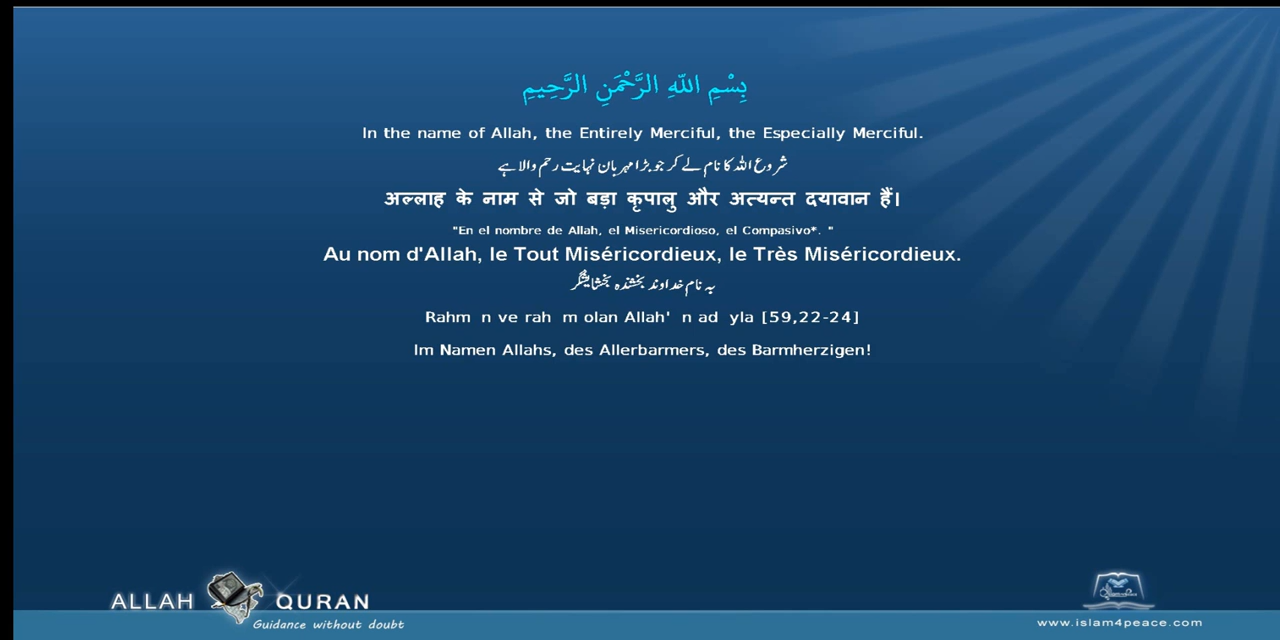 بِسْمِ اللَّهِ الرَّحْمَنِ الرَّحِيمِ
In the name of Allah, the Entirely Merciful, the Especially Merciful.
شروع الله کا نام لے کر جو بڑا مہربان نہایت رحم والا ہے
अल्लाह के नाम से जो बड़ा कृपालु और अत्यन्त दयावान हैं।
"En el nombre de Allah, el Misericordioso, el Compasivo*. "
Au nom d'Allah, le Tout Miséricordieux, le Très Miséricordieux.
به نام خداوند بخشنده بخشایشگر
Rahm n ve rah m olan Allah' n ad yla [59,22-24]
Im Namen Allahs, des Allerbarmers, des Barmherzigen!
ALLAH QURAN
Guidance without doubt
www.islam4peace.com